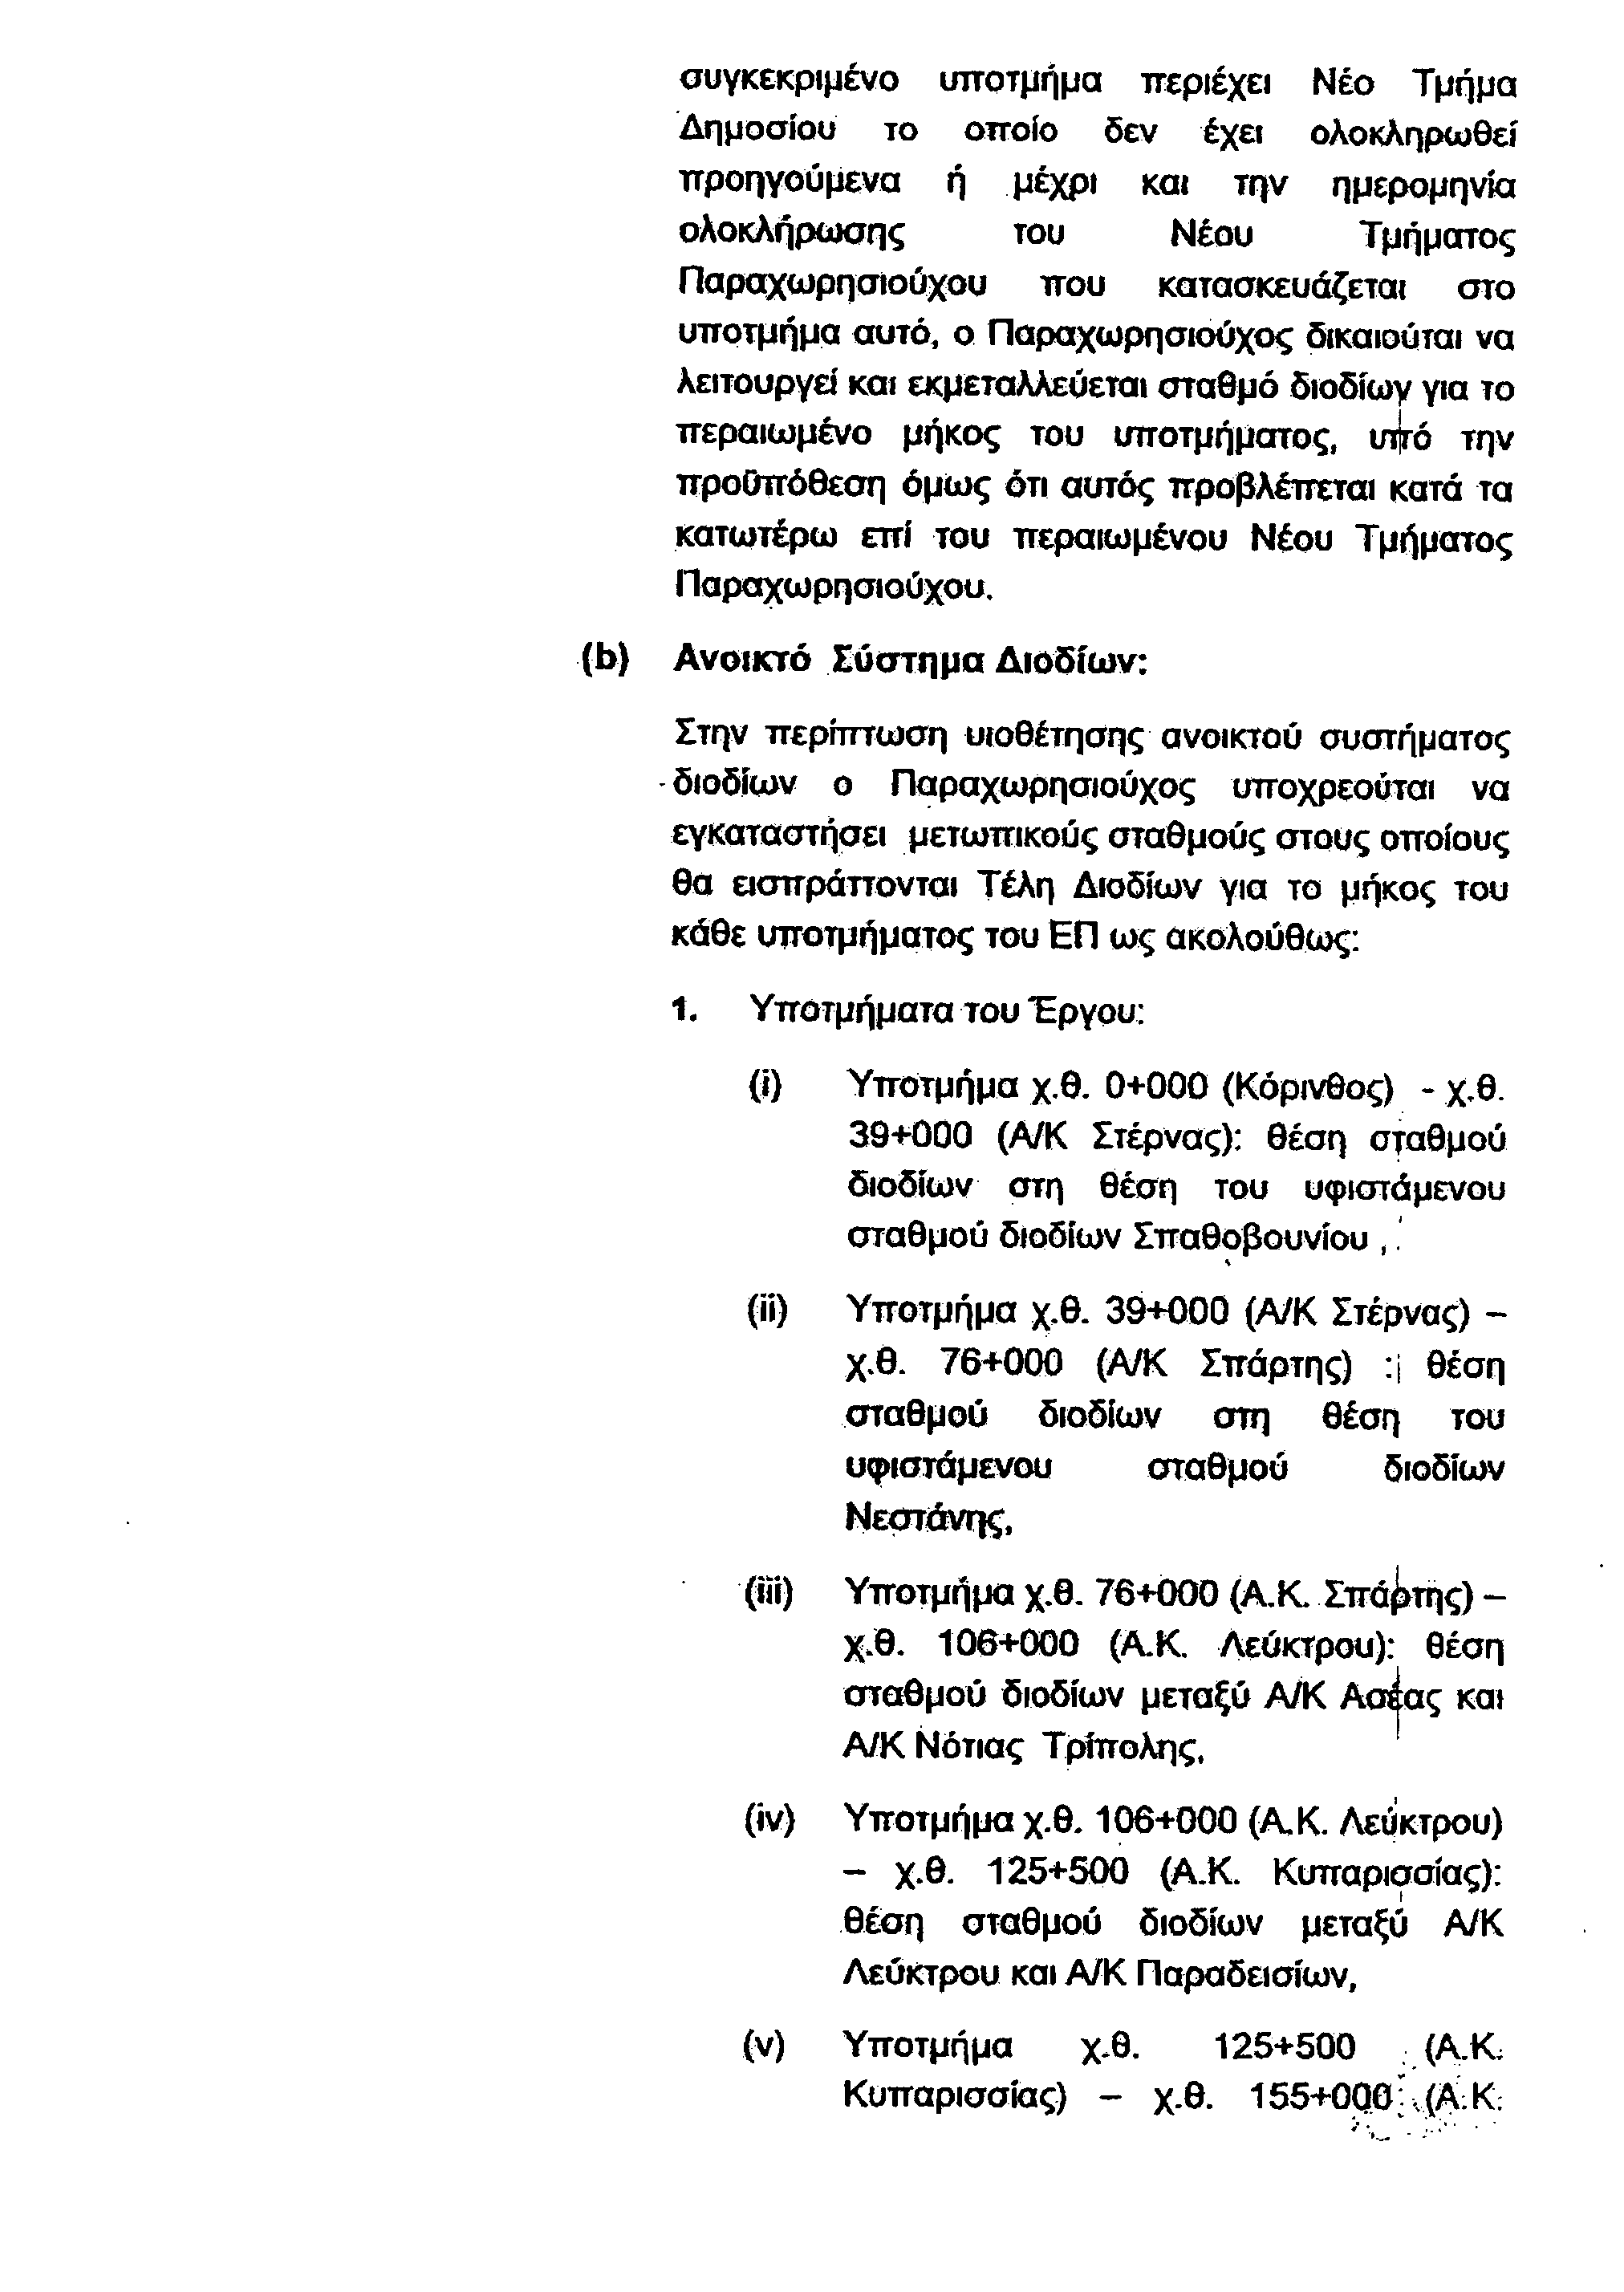 συγκεκριμένο υποτμήμα περιέχει Νέο Τμήμα
Δημοσίου το οποίο δεν έχει ολοκληρωθεί
προηγούμενα ή μέχρι και την ημερομηνία
ολοκλήρωσης του Νέου Τμήματος
Παραχωρησιούχου που κατασκευάζεται στο
υποτμήμα αυτό, ο Παραχωρησιούχος δικαιούται να
λειτουργεί και εκμεταλλεύεται σταθμό διοδίων για το
περαιωμένο μήκος του υποτμήματος, υπό την
προϋπόθεση όμως ότι αυτός προβλέπεται κατά τα
κατωτέρω επί του περαιωμένου Νέου Τμήματος
Παραχωρησιούχου.
(b) Ανοικτό Σύστημα Διοδίων:
Στην περίπτωση υιοθέτησης ανοικτού συστήματος
διοδίων ο Παραχωρησιούχος υποχρεούται να
εγκαταστήσει μετωπικούς σταθμούς στους οποίους
θα εισπράττονται Τέλη Διοδίων για το μήκος του
κάθε υποτμήματος του ΕΠ ως ακολούθως:
1. Υποτμήματα του Έργου:
(i) Υποτμήμα χ.θ. 0+000 (Κόρινθος) - χ.θ.
39+000 (Α/Κ Στέρνας): θέση σταθμού
διοδίων στη θέση του υφιστάμενου
σταθμού διοδίων Σπαθοβουνίου ,
(ii) Υποτμήμα χ.θ. 39+000 (Α/Κ Στέρνας) –
χ.θ. 76+000 (Α/Κ Σπάρτης) : θέση
σταθμού διοδίων στη θέση του
υφιστάμενου σταθμού διοδίων
Νεστάνης,
(iii) Υποτμήμα χ.θ. 76+000 (Α.Κ. Σπάρτης) –
χ.θ. 106+000 (Α.Κ. Λεύκτρου): θέση
σταθμού διοδίων μεταξύ Α/Κ Ασέας και
Α/Κ Νότιας Τρίπολης,
(iv) Υποτμήμα χ.θ. 106+000 (Α.Κ. Λεύκτρου)
– χ.θ. 125+500 (Α.Κ. Κυπαρισσίας):
θέση σταθμού διοδίων μεταξύ Α/Κ
Λεύκτρου και Α/Κ Παραδεισίων,
(v) Υποτμήμα χ.θ. 125+500 (Α.Κ.
Κυπαρισσίας) – χ.θ. 155+000 (Α.Κ.